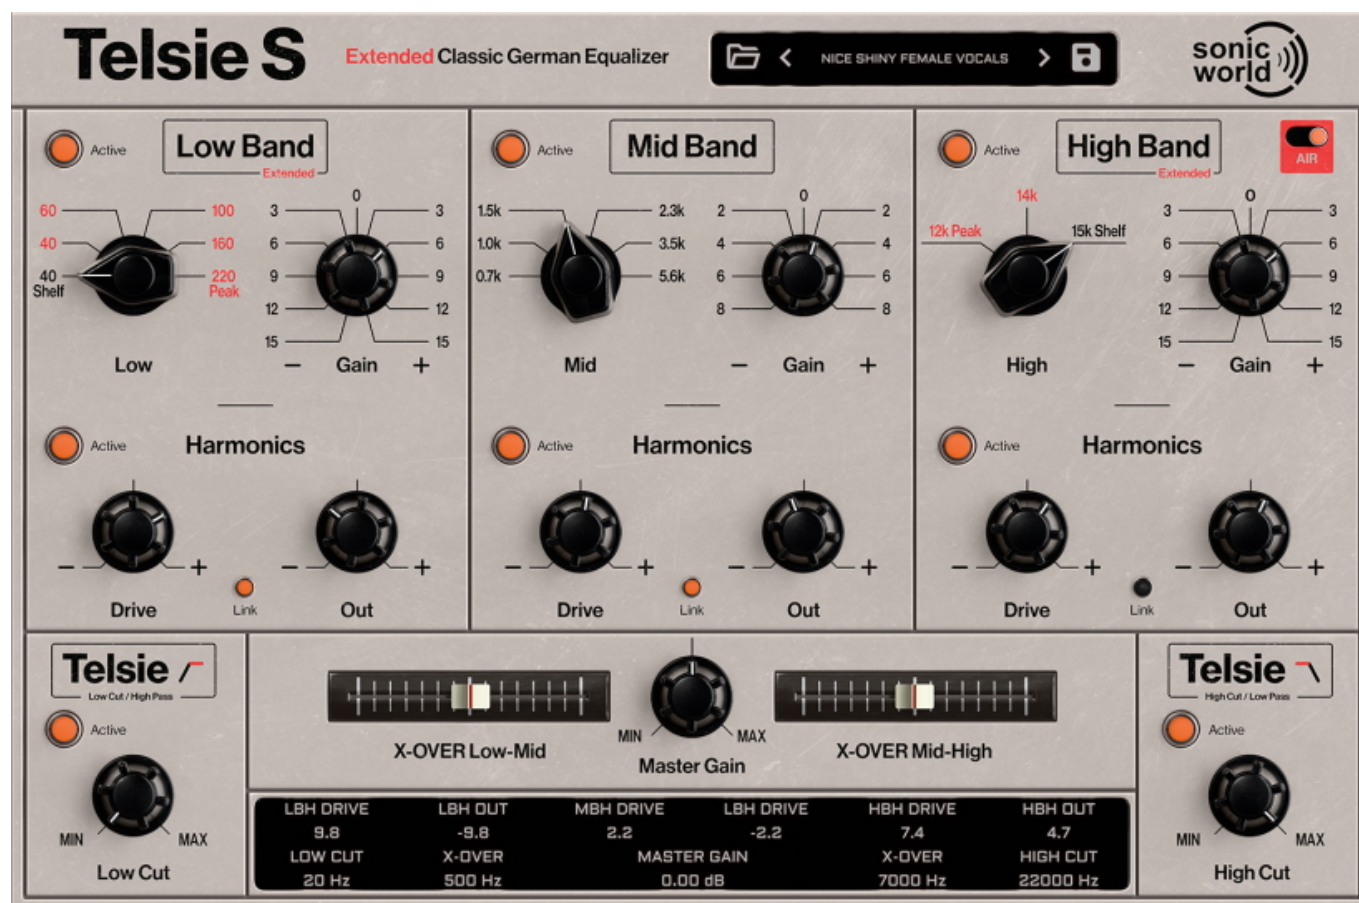 Telsie S
Extended Classic German Equalizer
NICE SHINY FEMALE VOCALS
sonic
world
Active
Low Band
Extended
60
100
40
160
40
Shelf
220
Peak
Low
0
3 3
6 6
9 9
12 12
15 15
− Gain +
Active
Mid Band
1.5k 2.3k
1.0k 3.5k
0.7k 5.6k
Mid
0
2 2
4 4
6 6
8 8
− Gain +
Active
High Band
Extended
AIR
14k
12k Peak
15k Shelf
High
0
3 3
6 6
9 9
12 12
15 15
− Gain +
Active
Harmonics
− +
− +
Drive
Link
Out
Active
Harmonics
− +
− +
Drive
Link
Out
Active
Harmonics
− +
− +
Drive
Link
Out
Telsie
Low Cut / High Pass
Active
MIN MAX
Low Cut
X-OVER Low-Mid
MIN MAX
Master Gain
X-OVER Mid-High
LBH DRIVE LBH OUT MBH DRIVE LBH DRIVE HBH DRIVE HBH OUT
9.8 -9.8 2.2 -2.2 7.4 4.7
LOW CUT X-OVER MASTER GAIN X-OVER HIGH CUT
20 Hz 500 Hz 0.00 dB 7000 Hz 22000 Hz
Telsie
High Cut / Low Pass
Active
MIN MAX
High Cut